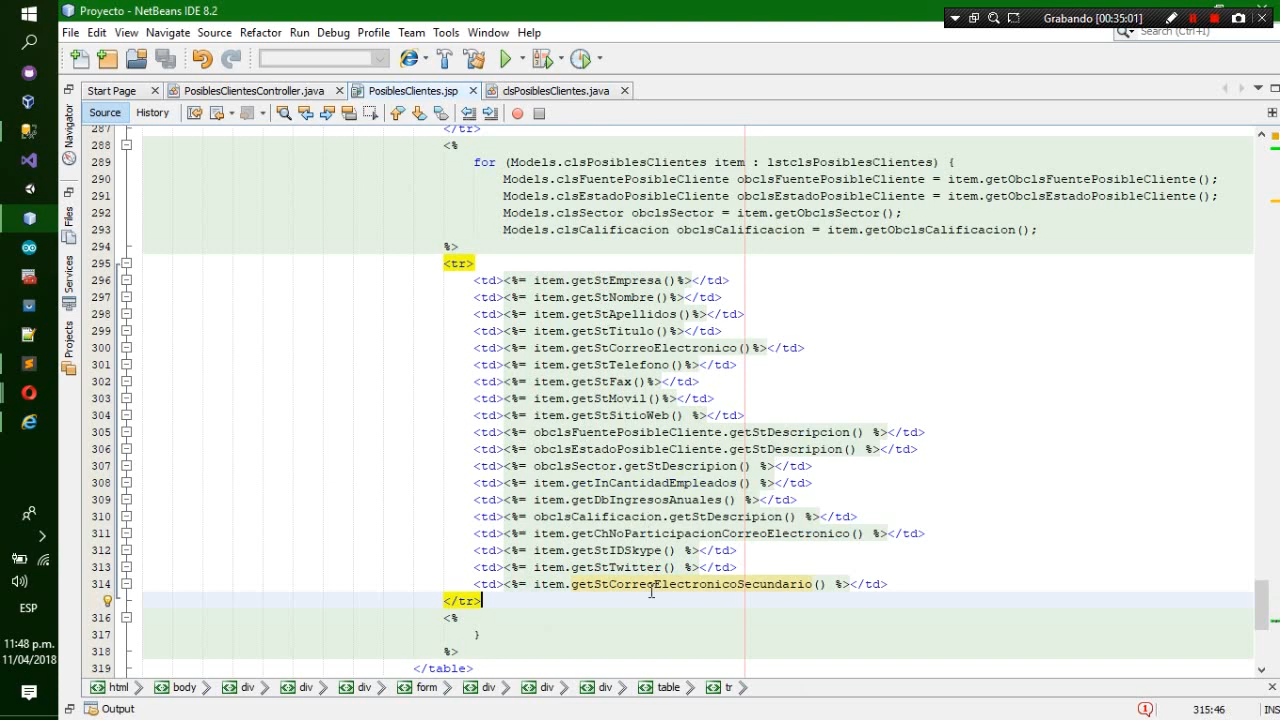 Proyecto - NetBeans IDE 8.2
Grabando [00:35:01]
File Edit View Navigate Source Refactor Run Debug Profile Team Tools Window Help
Search (Ctrl+I)
Start Page PosiblesClientesController.java PosiblesClientes.jsp clsPosiblesClientes.java
Source History
Navigator
Files
Services
Projects
287 </tr>
288 <%
289 for (Models.clsPosiblesClientes item : lstclsPosiblesClientes) {
290 Models.clsFuentePosibleCliente obclsFuentePosibleCliente = item.getObclsFuentePosibleCliente();
291 Models.clsEstadoPosibleCliente obclsEstadoPosibleCliente = item.getObclsEstadoPosibleCliente();
292 Models.clsSector obclsSector = item.getObclsSector();
293 Models.clsCalificacion obclsCalificacion = item.getObclsCalificacion();
294 %>
295 <tr>
296 <td><%= item.getStEmpresa()%></td>
297 <td><%= item.getStNombre()%></td>
298 <td><%= item.getStApellidos()%></td>
299 <td><%= item.getStTitulo()%></td>
300 <td><%= item.getStCorreoElectronico()%></td>
301 <td><%= item.getStTelefono()%></td>
302 <td><%= item.getStFax()%></td>
303 <td><%= item.getStMovil()%></td>
304 <td><%= item.getStSitioWeb() %></td>
305 <td><%= obclsFuentePosibleCliente.getStDescripcion() %></td>
306 <td><%= obclsEstadoPosibleCliente.getStDescripion() %></td>
307 <td><%= obclsSector.getStDescripion() %></td>
308 <td><%= item.getInCantidadEmpleados() %></td>
309 <td><%= item.getDbIngresosAnuales() %></td>
310 <td><%= obclsCalificacion.getStDescripion() %></td>
311 <td><%= item.getChNoParticipacionCorreoElectronico() %></td>
312 <td><%= item.getStIDSkype() %></td>
313 <td><%= item.getStTwitter() %></td>
314 <td><%= item.getStCorreoElectronicoSecundario() %></td>
</tr>
316 <%
317 }
318 %>
319 </table>
html body div div div form div div div table tr
Output
315:46 INS
ESP
11:48 p.m.
11/04/2018